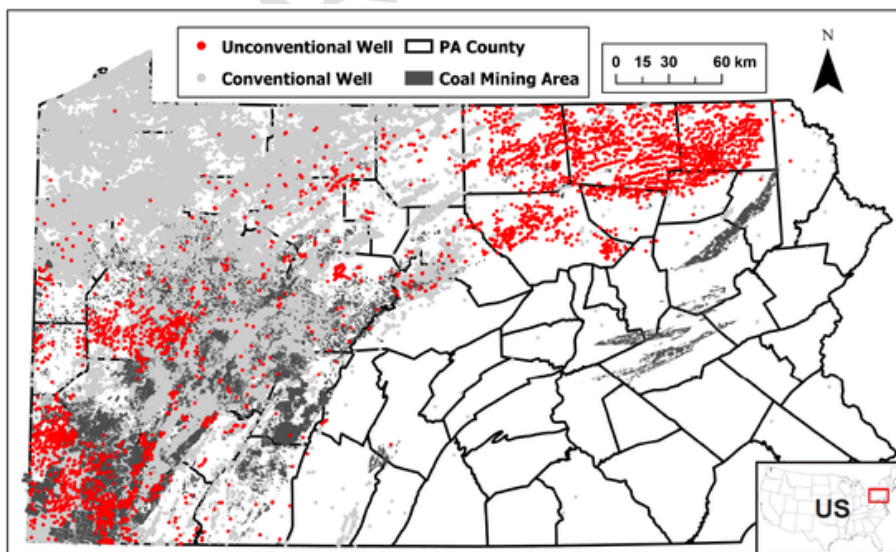 Unconventional Well
PA County
Conventional Well
Coal Mining Area
0 15 30 60 km
N
US